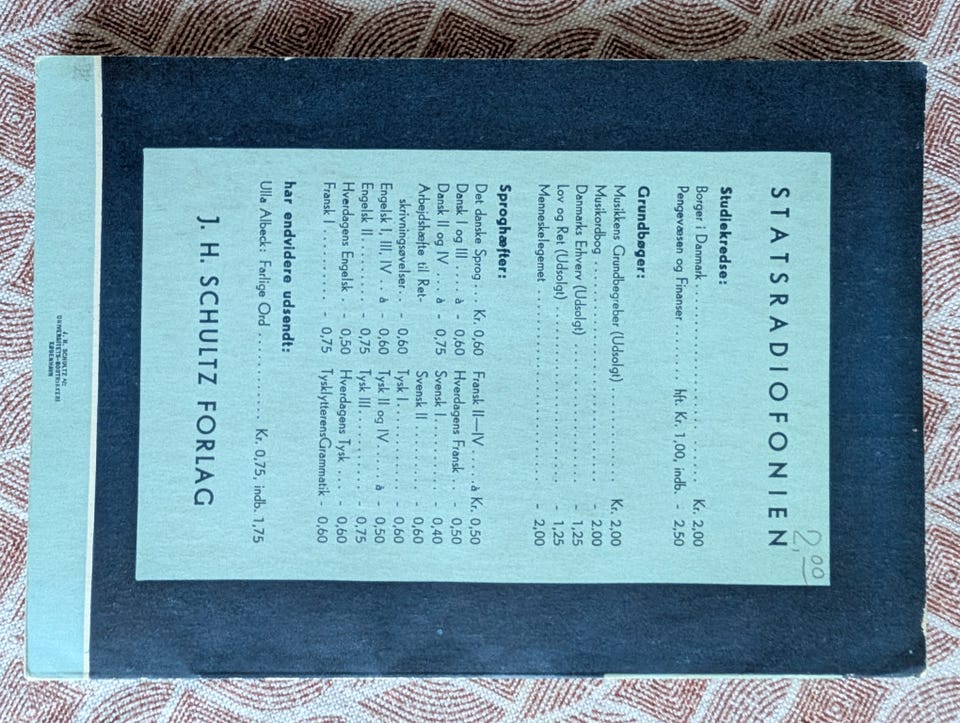 STATSRADIOFONIEN
2,00
Studiekredse:
Borger i Danmark .......... Kr. 2,00
Pengevæsen og Finanser ...... hft. Kr. 1,00, indb. - 2,50
Grundbøger:
Musikkens Grundbegreber (Udsolgt) .......... Kr. 2,00
Musikordbog .......... - 2,00
Danmarks Erhverv (Udsolgt) .......... - 1,25
Lov og Ret (Udsolgt) .......... - 1,25
Menneskelegemet .......... - 2,00
Sproghæfter:
Det danske Sprog ... Kr. 0,60
Dansk I og III .... à - 0,60
Dansk II og IV ... à - 0,75
Arbejdshæfte til Ret-
skrivningsøvelser .. - 0,60
Engelsk I, III, IV .. à - 0,60
Engelsk II ........ - 0,75
Hverdagens Engelsk - 0,50
Fransk I .......... - 0,75
Fransk II—IV .... à Kr. 0,50
Hverdagens Fransk ... - 0,50
Svensk I .......... - 0,40
Svensk II .......... - 0,60
Tysk I .......... - 0,60
Tysk II og IV .... à - 0,50
Tysk III .......... - 0,75
Hverdagens Tysk .... - 0,60
TysklytterensGrammatik - 0,60
har endvidere udsendt:
Ulla Albeck: Farlige Ord .......... Kr. 0,75, indb. 1,75
J. H. SCHULTZ FORLAG
J. H. SCHULTZ A/S
UNIVERSITETS-BOGTRYKKERI
KØBENHAVN